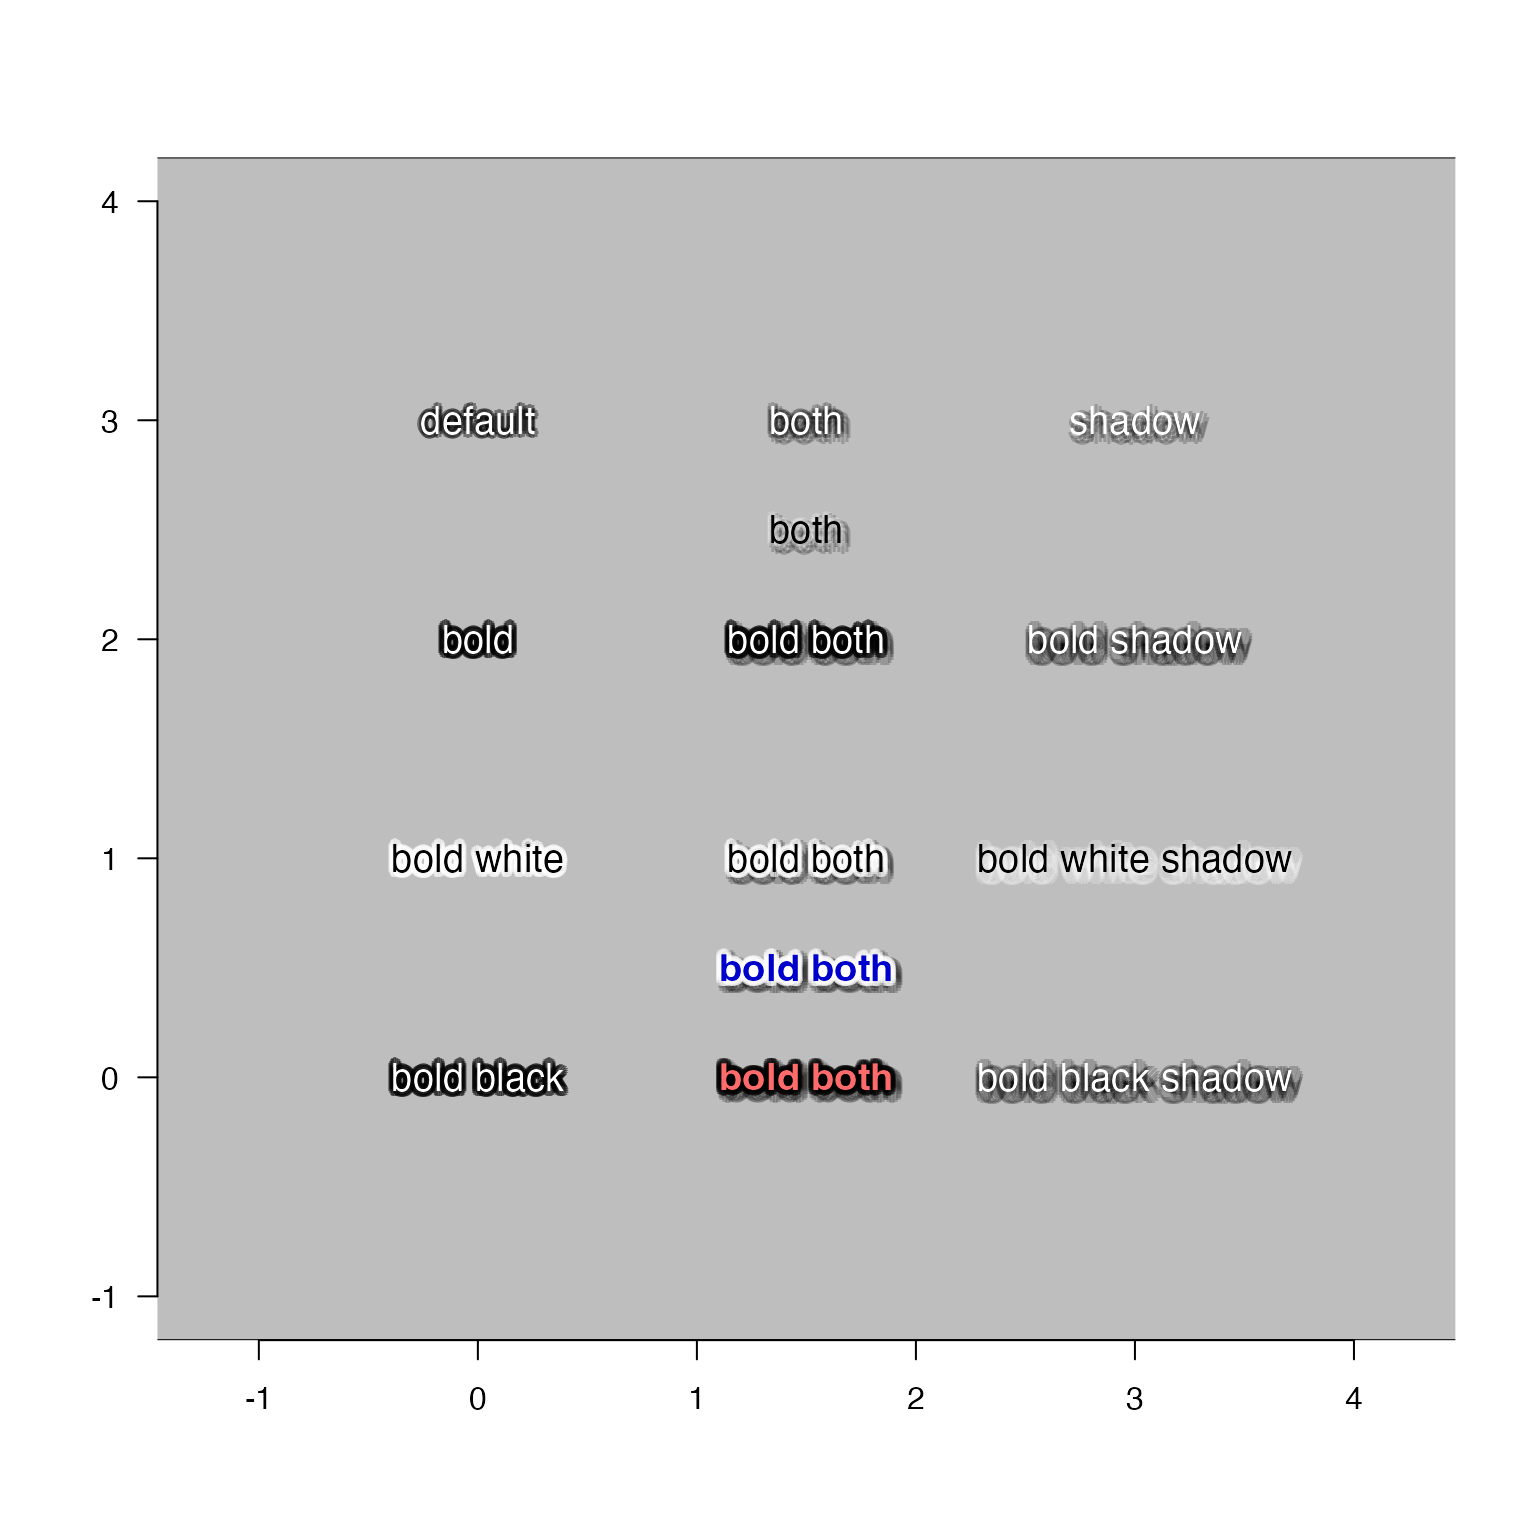 4
3 default both shadow
both
2 bold bold both bold shadow
1 bold white bold both bold white shadow
bold both
0 bold black bold both bold black shadow
-1
-1 0 1 2 3 4